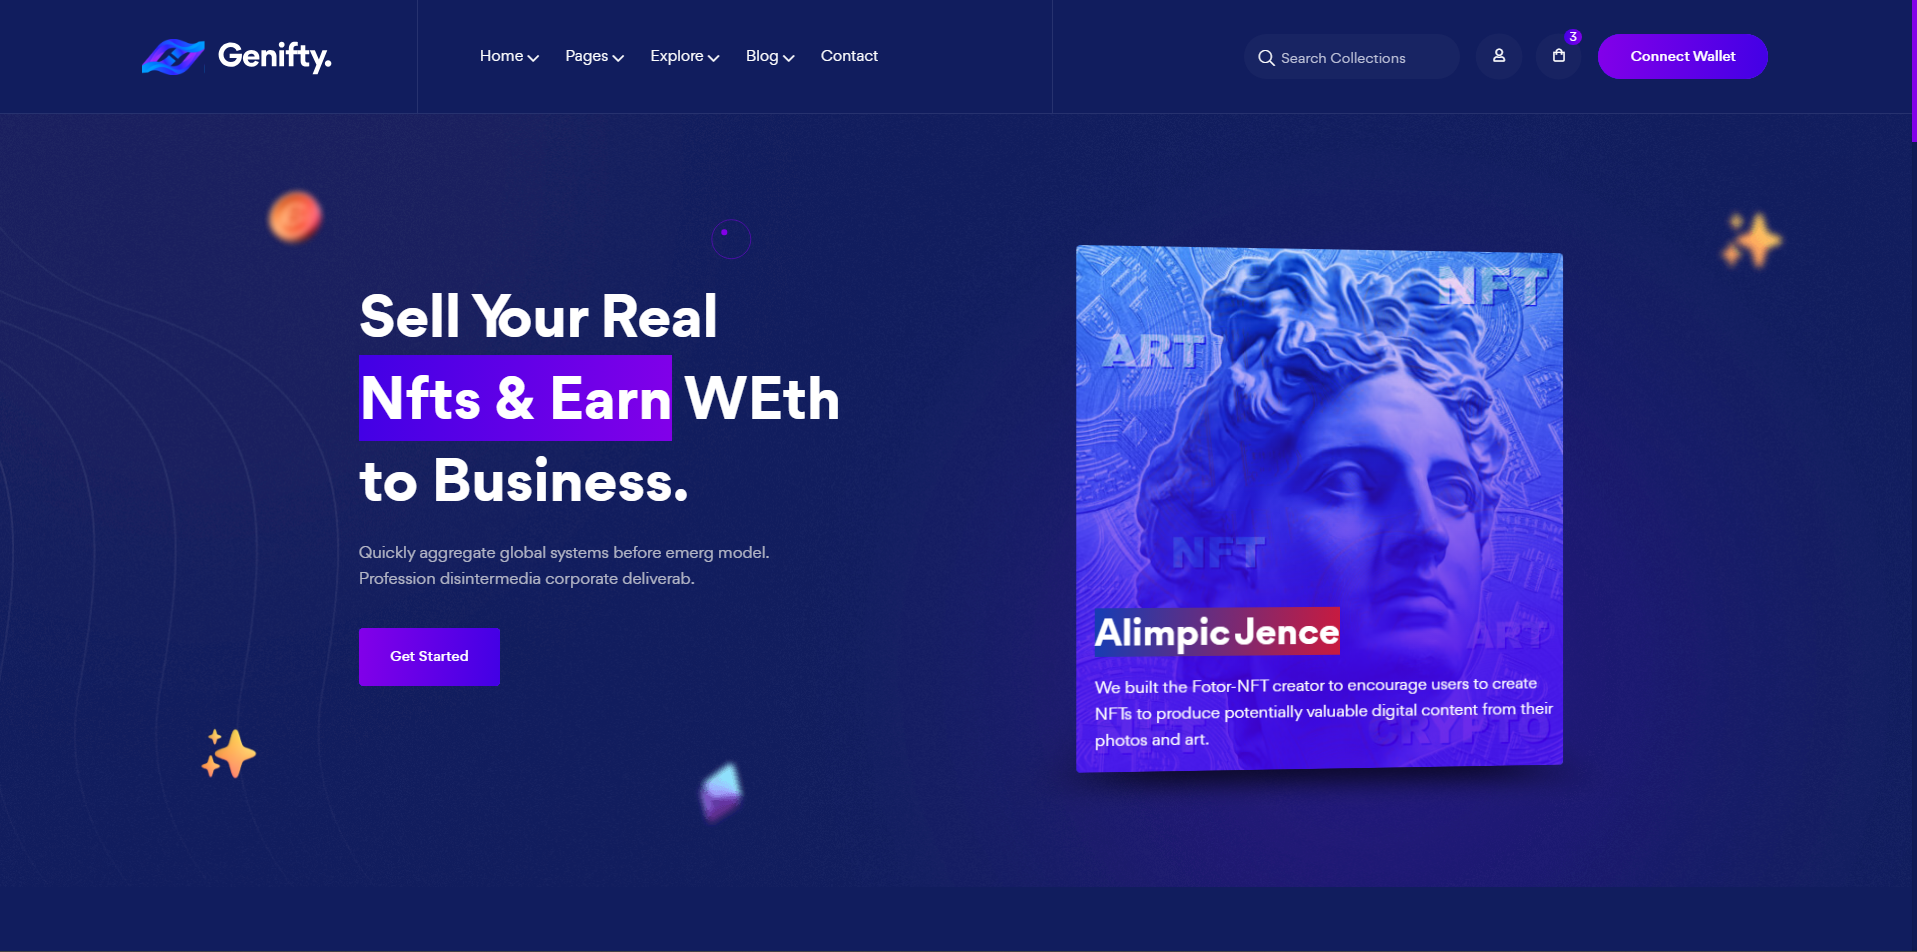 Genifty.
Home
Pages
Explore
Blog
Contact
Search Collections
3
Connect Wallet
Sell Your Real
Nfts & Earn WEth
to Business.
Quickly aggregate global systems before emerg model.
Profession disintermedia corporate deliverab.
Get Started
NFT
ART
NFT
ART
Alimpic Jence
We built the Fotor-NFT creator to encourage users to create
NFTs to produce potentially valuable digital content from their
photos and art.
NFT
CRYPTO